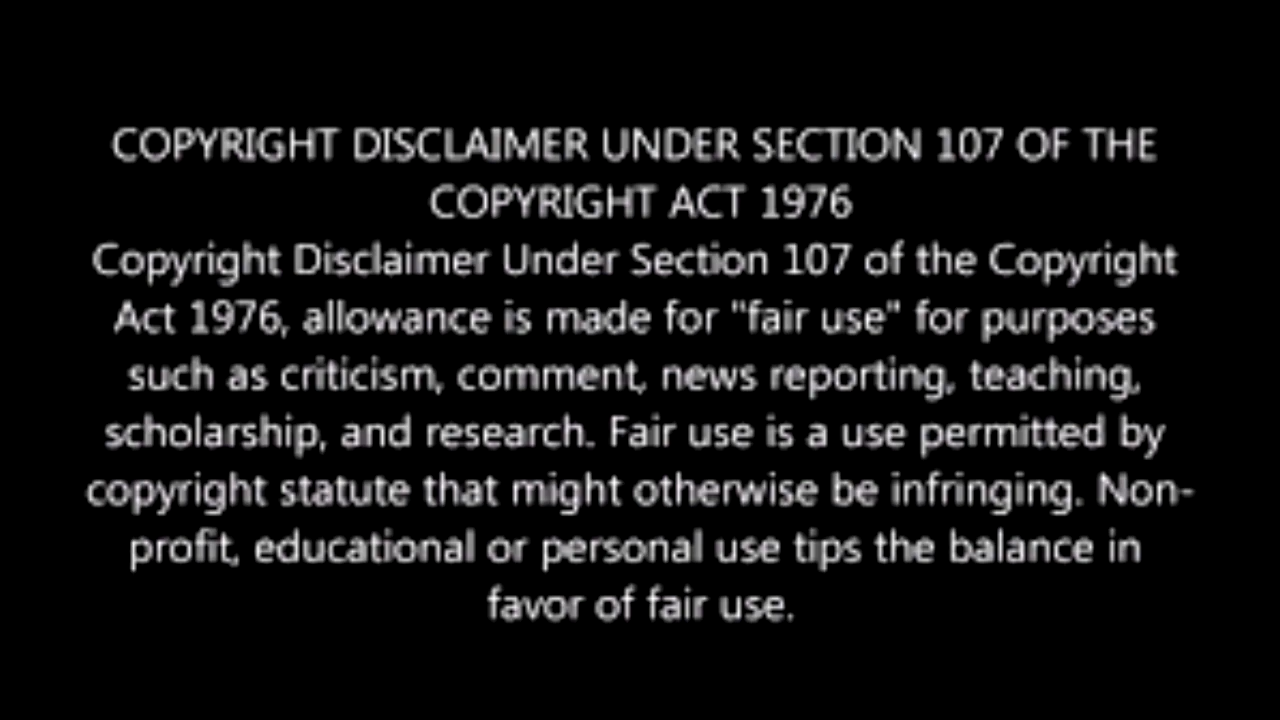 COPYRIGHT DISCLAIMER UNDER SECTION 107 OF THE
COPYRIGHT ACT 1976
Copyright Disclaimer Under Section 107 of the Copyright
Act 1976, allowance is made for "fair use" for purposes
such as criticism, comment, news reporting, teaching,
scholarship, and research. Fair use is a use permitted by
copyright statute that might otherwise be infringing. Non-
profit, educational or personal use tips the balance in
favor of fair use.